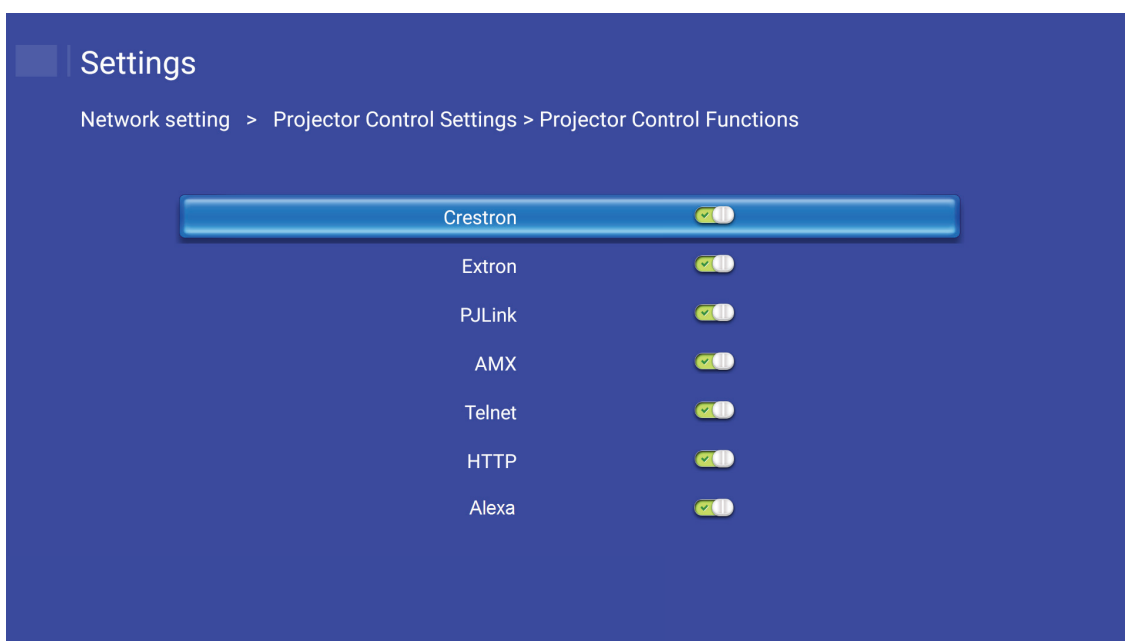 Settings
Network setting > Projector Control Settings > Projector Control Functions
Crestron
Extron
PJLink
AMX
Telnet
HTTP
Alexa